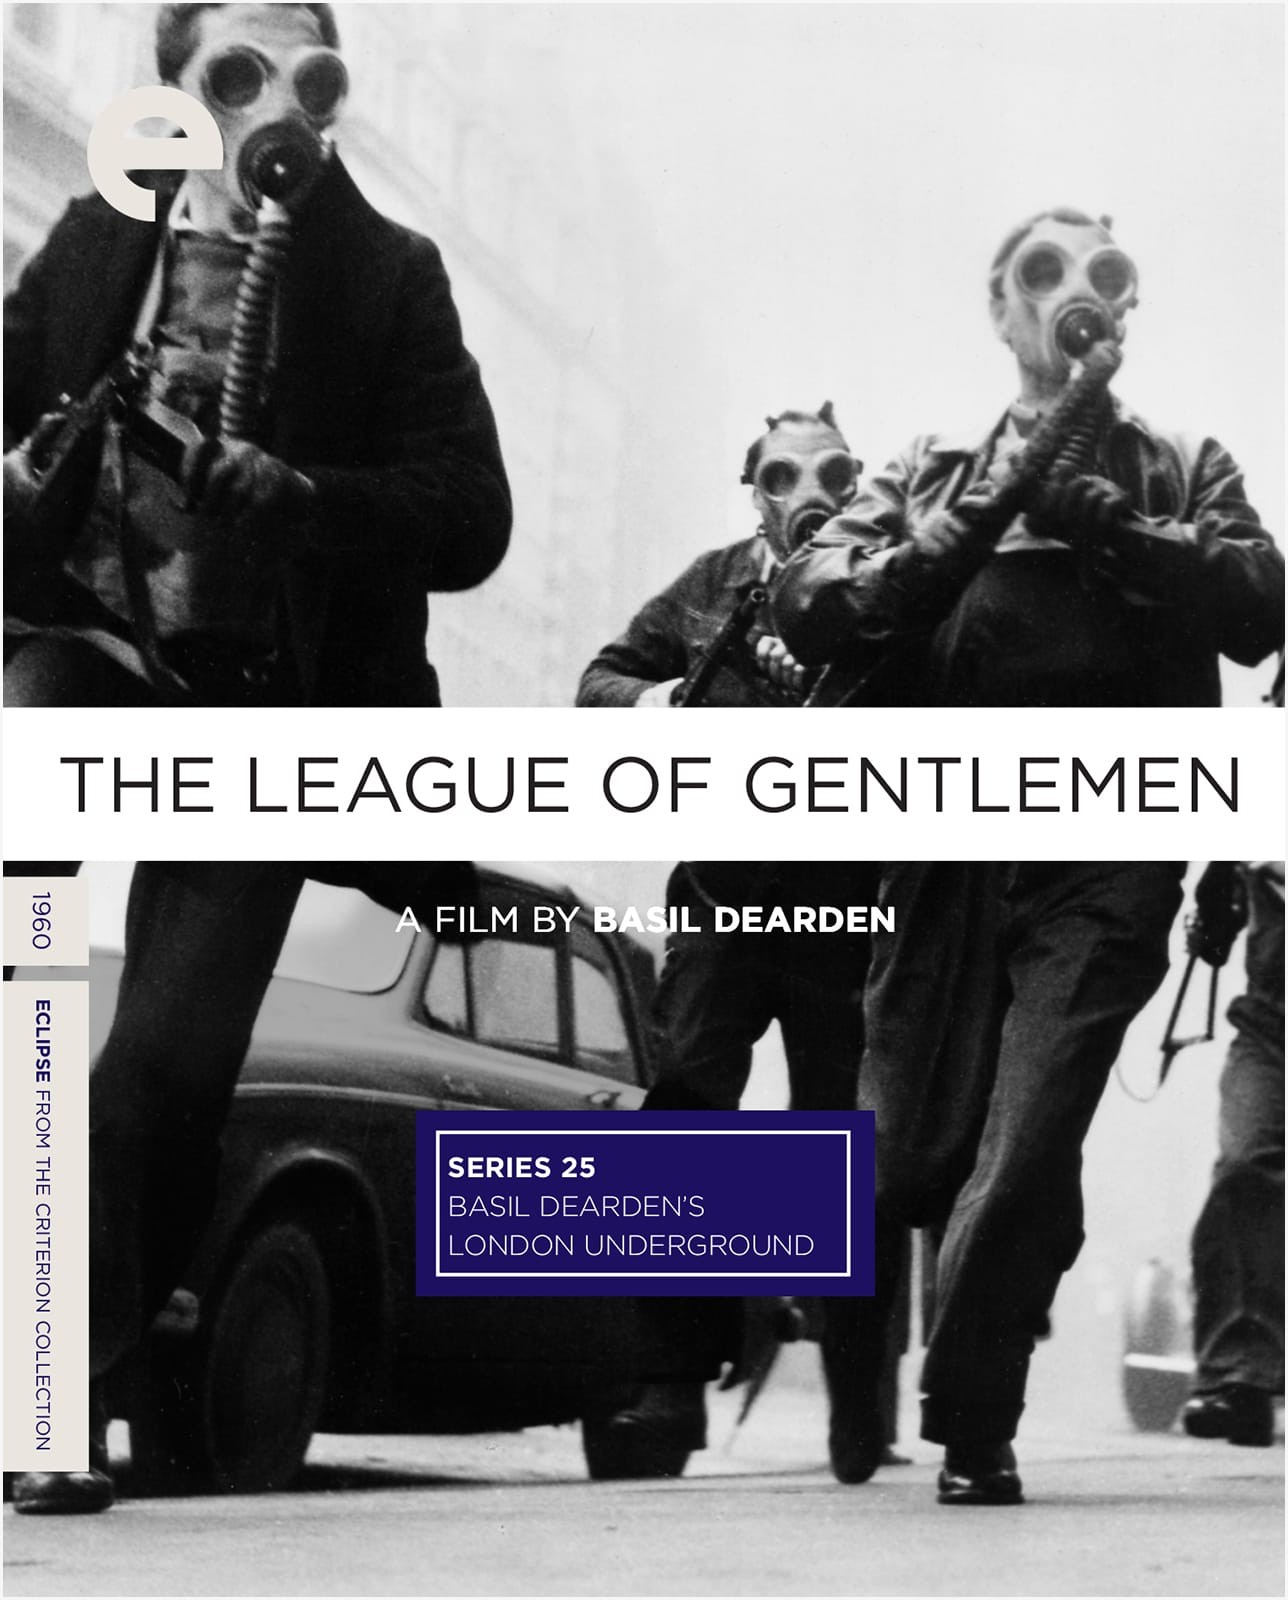 e
THE LEAGUE OF GENTLEMEN
A FILM BY BASIL DEARDEN
1960
ECLIPSE FROM THE CRITERION COLLECTION
SERIES 25
BASIL DEARDEN'S
LONDON UNDERGROUND